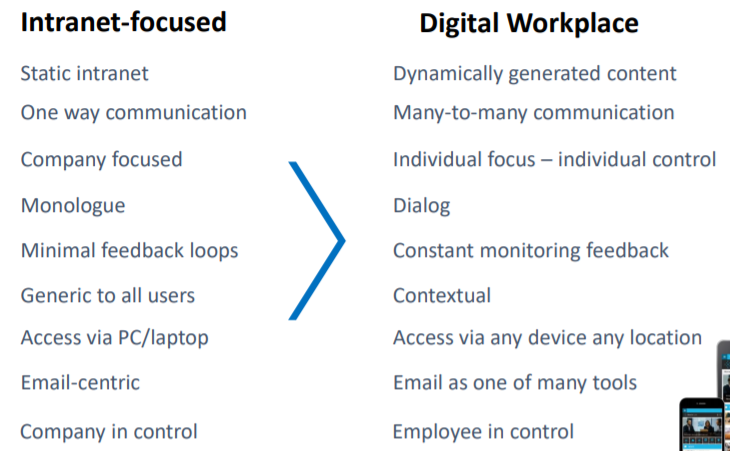 Intranet-focused Digital Workplace
Static intranet Dynamically generated content
One way communication Many-to-many communication
Company focused Individual focus – individual control
Monologue Dialog
Minimal feedback loops Constant monitoring feedback
Generic to all users Contextual
Access via PC/laptop Access via any device any location
Email-centric Email as one of many tools
Company in control Employee in control